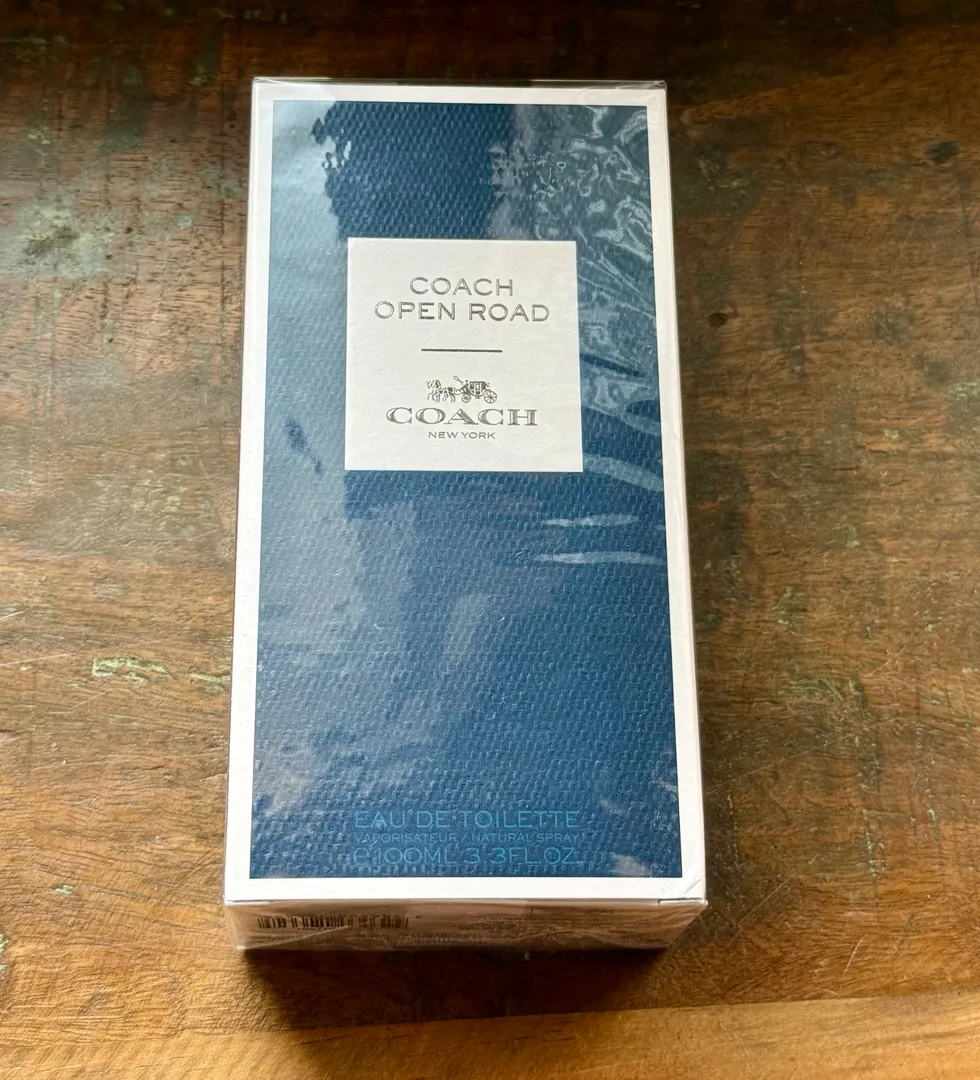 COACH
OPEN ROAD
COACH
NEW YORK
EAU DE TOILETTE
VAPORISATEUR / NATURAL SPRAY
℮100ML 3.3FL.OZ.